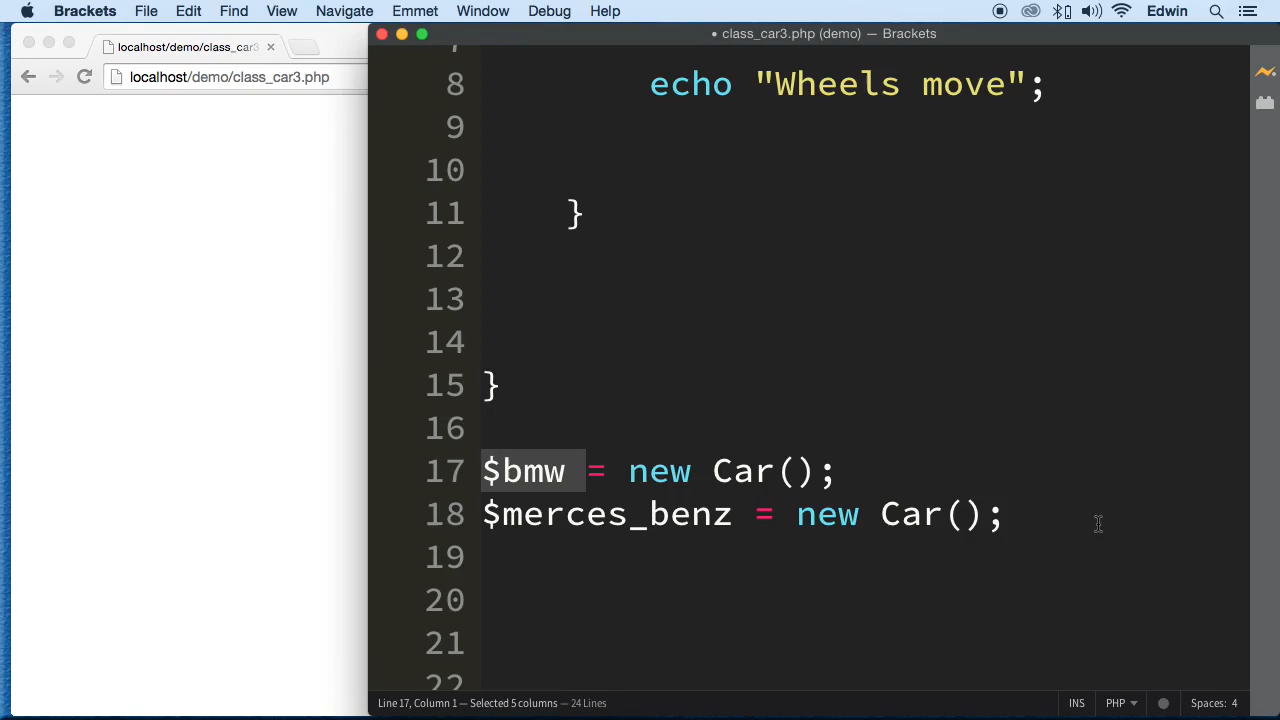 Brackets File Edit Find View Navigate Emmet Window Debug Help Edwin
localhost/demo/class_car3
• class_car3.php (demo) — Brackets
localhost/demo/class_car3.php
7
8 echo "Wheels move";
9
10
11 }
12
13
14
15 }
16
17 $bmw = new Car();
18 $merces_benz = new Car();
19
20
21
22
Line 17, Column 1 — Selected 5 columns — 24 Lines
INS PHP Spaces: 4